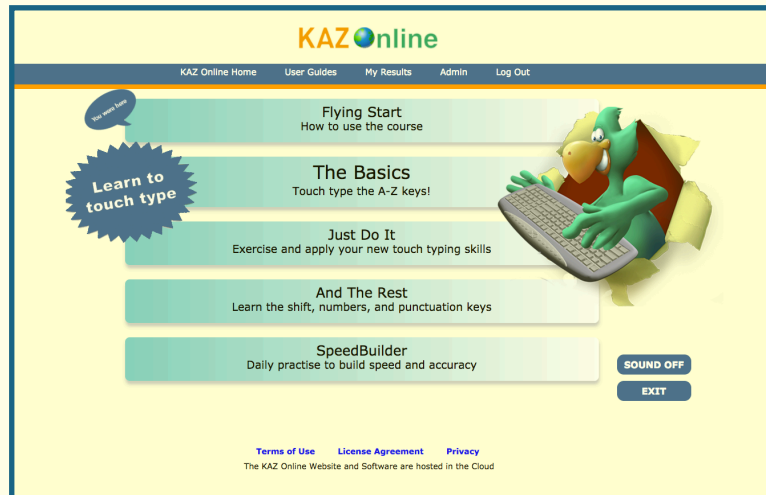 KAZ Online
KAZ Online Home User Guides My Results Admin Log Out
You were here
Flying Start
How to use the course
Learn to
touch type
The Basics
Touch type the A-Z keys!
Just Do It
Exercise and apply your new touch typing skills
And The Rest
Learn the shift, numbers, and punctuation keys
SpeedBuilder
Daily practise to build speed and accuracy
SOUND OFF
EXIT
Terms of Use License Agreement Privacy
The KAZ Online Website and Software are hosted in the Cloud